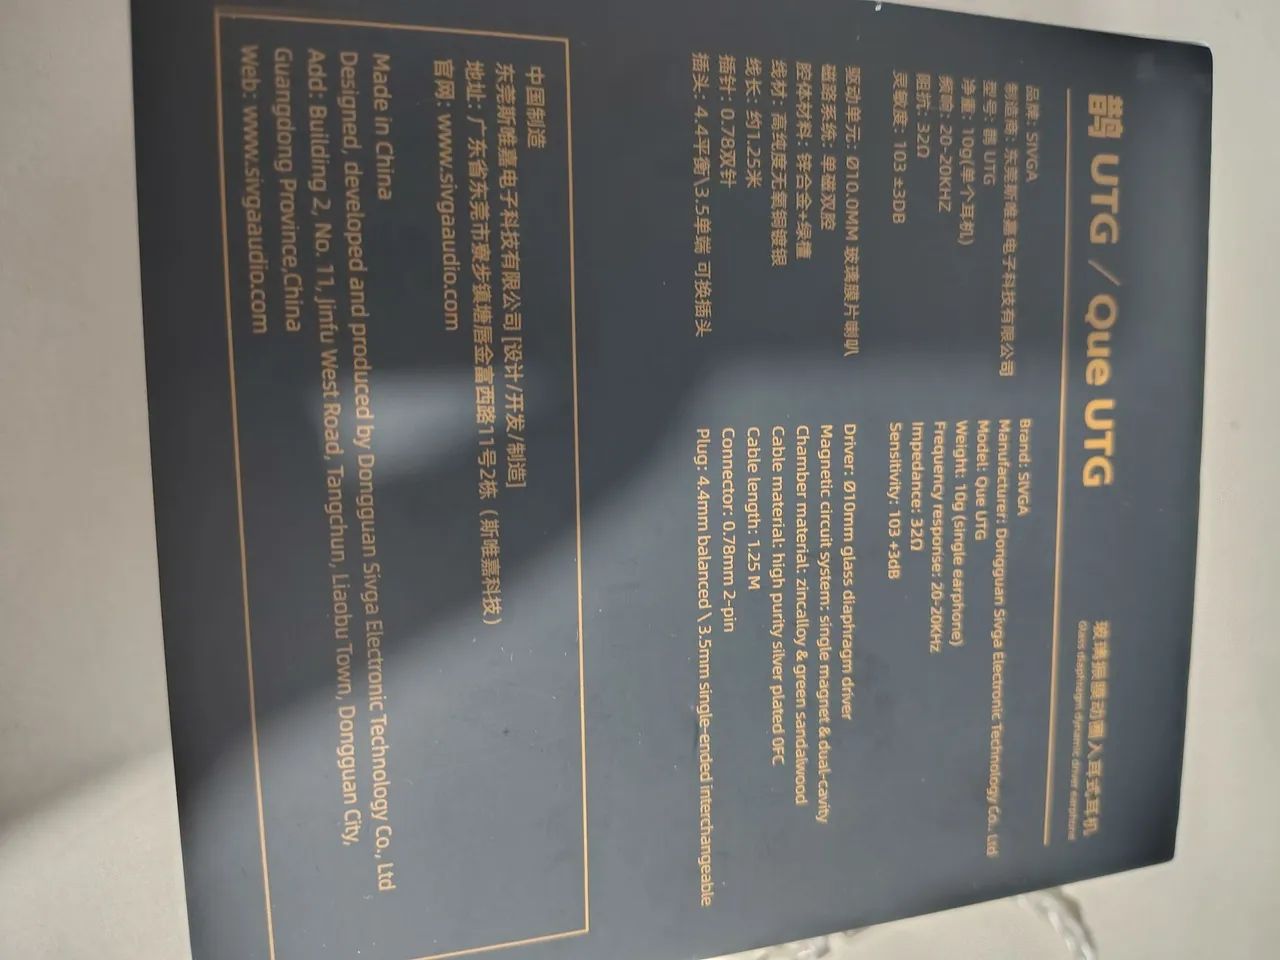 鹊 UTG / Que UTG
玻璃振膜动圈入耳式耳机
Glass diaphragm dynamic driver earphone
品牌: SIVGA
制造商: 东莞斯唯嘉电子科技有限公司
型号: 鹊 UTG
净重: 10g(单个耳机)
频响: 20-20KHz
阻抗: 32Ω
灵敏度: 103 ±3DB
Brand: SIVGA
Manufacturer: Dongguan Sivga Electronic Technology Co., Ltd
Model: Que UTG
Weight: 10g (single earphone)
Frequency response: 20-20KHz
Impedance: 32Ω
Sensitivity: 103 +3dB
驱动单元: Ø10.0MM 玻璃膜片喇叭
磁路系统: 单磁双腔
腔体材料: 锌合金+绿檀
线材: 高纯度无氧铜镀银
线长: 约1.25米
插针: 0.78双针
插头: 4.4平衡\3.5单端 可换插头
Driver: Ø10mm glass diaphragm driver
Magnetic circuit system: single magnet & dual-cavity
Chamber material: zincalloy & green sandalwood
Cable material: high purity silver plated OFC
Cable length: 1.25 M
Connector: 0.78mm 2-pin
Plug: 4.4mm balanced \ 3.5mm single-ended interchangeable
中国制造
东莞斯唯嘉电子科技有限公司 [设计/开发/制造]
地址: 广东省东莞市寮步镇塘唇金富西路11号2栋（斯唯嘉科技）
官网: www.sivgaaudio.com
Made in China
Designed, developed and produced by Dongguan Sivga Electronic Technology Co., Ltd
Add: Building 2, No. 11, Jinfu West Road, Tangchun, Liaobu Town, Dongguan City,
Guangdong Province,China
Web: www.sivgaaudio.com